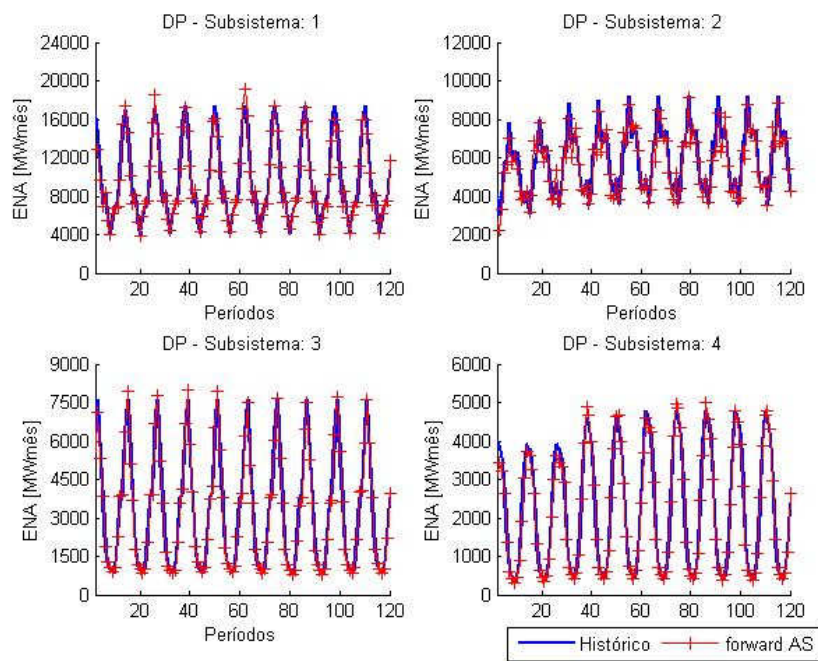 DP - Subsistema: 1
24000
20000
16000
12000
8000
4000
0
ENA [MWmês]
20 40 60 80 100 120
Períodos
DP - Subsistema: 2
12000
10000
8000
6000
4000
2000
0
ENA [MWmês]
20 40 60 80 100 120
Períodos
DP - Subsistema: 3
9000
7500
6000
4500
3000
1500
0
ENA [MWmês]
20 40 60 80 100 120
Períodos
DP - Subsistema: 4
6000
5000
4000
3000
2000
1000
0
ENA [MWmês]
20 40 60 80 100 120
Histórico
forward AS